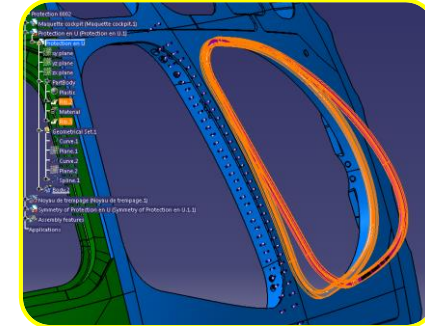 Protection 8802
Maquette cockpit (Maquette cockpit.1)
Protection en U (Protection en U.1)
Protection en U
xy plane
yz plane
zx plane
PartBody
Material
Geometrical Set.1
Curve.1
Plane.1
Curve.2
Plane.2
Spline.1
Body.2
Noyau de trempage (Noyau de trempage.1)
Symmetry of Protection en U (Symmetry of Protection en U.1.1)
Assembly features
Applications